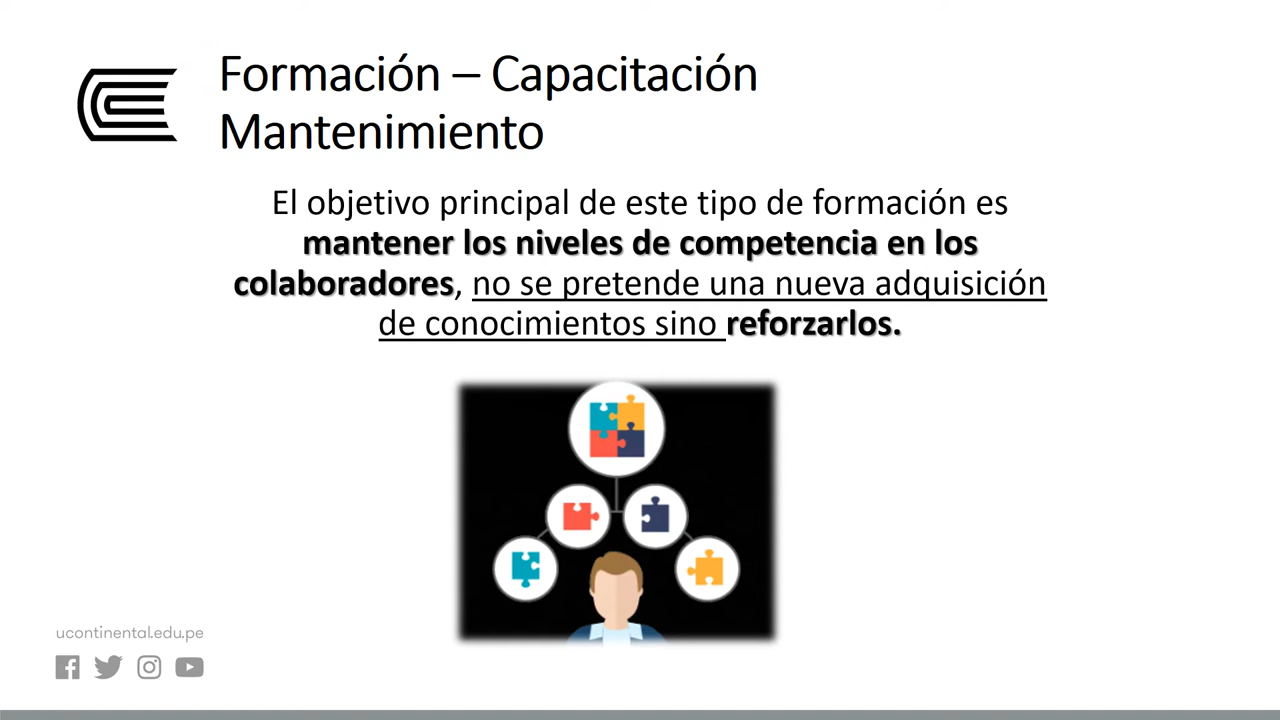 Formación – Capacitación
Mantenimiento
El objetivo principal de este tipo de formación es
mantener los niveles de competencia en los
colaboradores, no se pretende una nueva adquisición
de conocimientos sino reforzarlos.
ucontinental.edu.pe